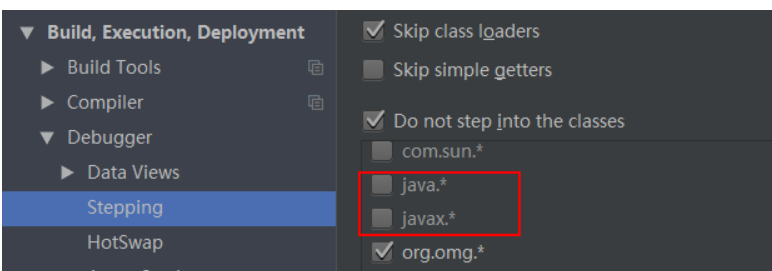 Build, Execution, Deployment
Build Tools
Compiler
Debugger
Data Views
Stepping
HotSwap
Skip class loaders
Skip simple getters
Do not step into the classes
com.sun.*
java.*
javax.*
org.omg.*